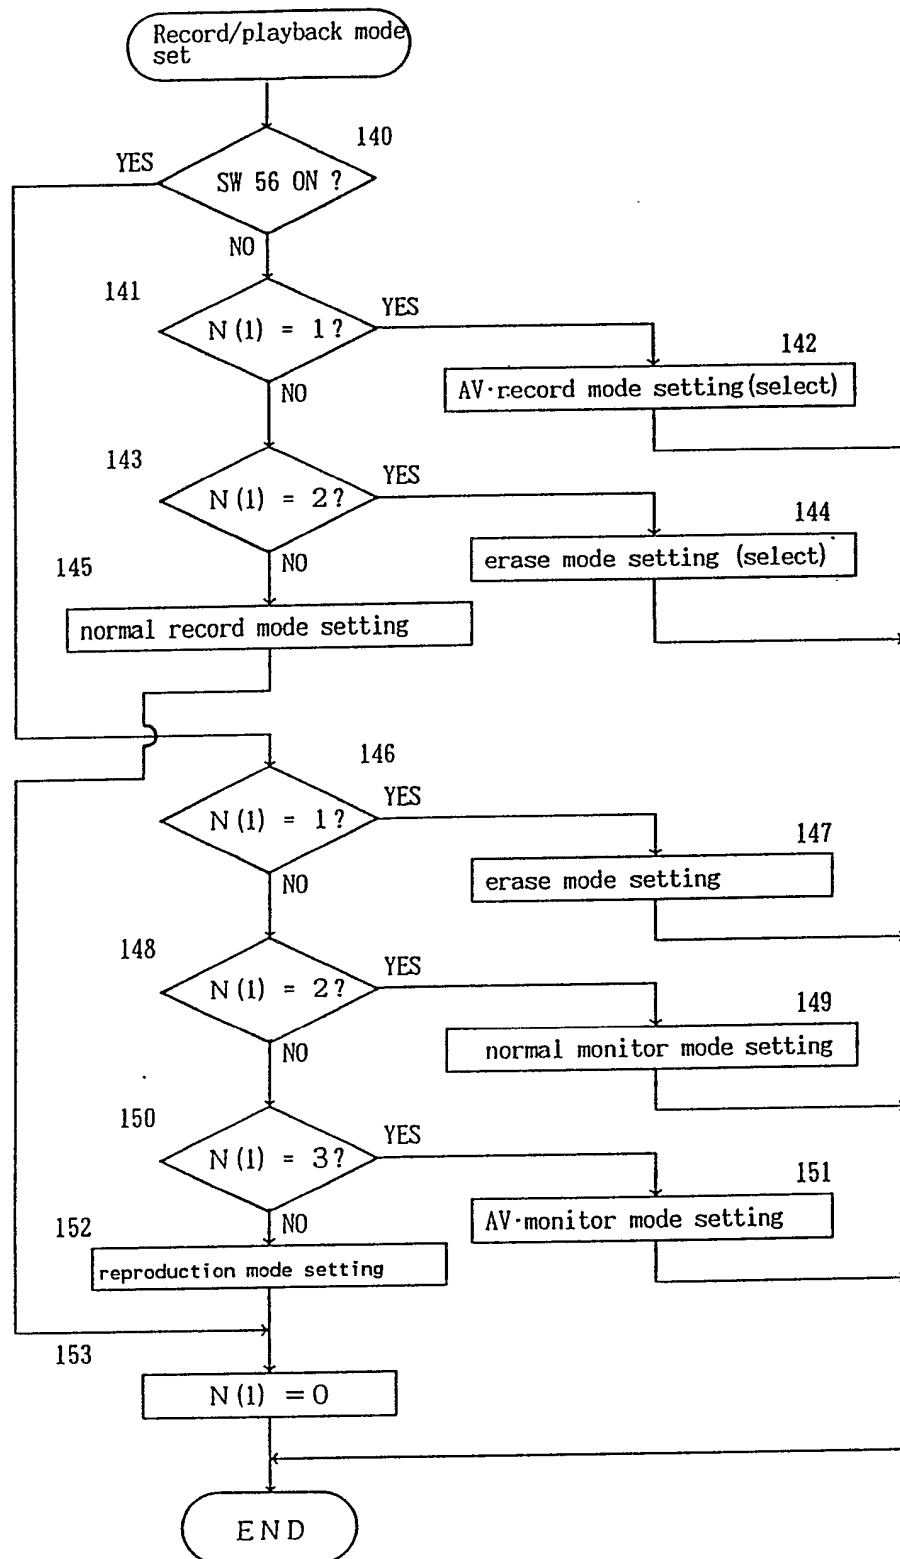 Record/playback mode
set
140
YES
SW 56 ON ?
NO
141
YES
N(1) = 1?
142
NO
AV·record mode setting(select)
143
YES
N(1) = 2?
144
NO
erase mode setting (select)
145
normal record mode setting
146
YES
N(1) = 1?
147
NO
erase mode setting
148
YES
N(1) = 2?
149
NO
normal monitor mode setting
150
YES
N(1) = 3?
151
NO
AV·monitor mode setting
152
reproduction mode setting
153
N(1) =0
END